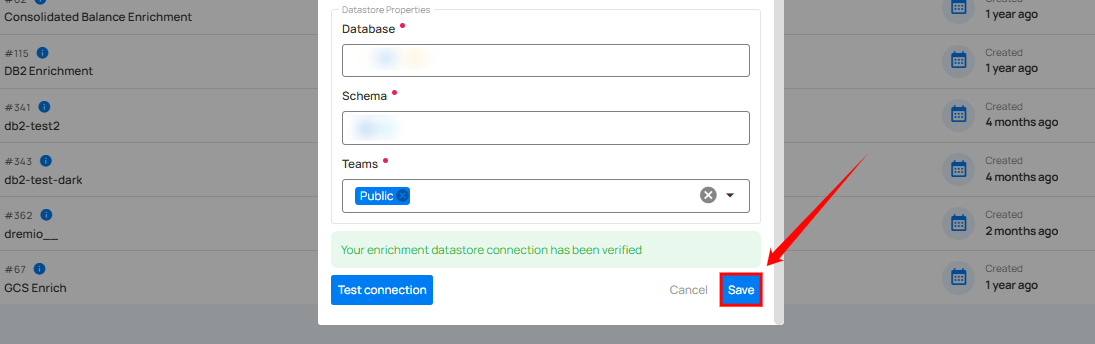 #62
Consolidated Balance Enrichment
1 year ago
#115
DB2 Enrichment
Created
1 year ago
#341
db2-test2
Created
4 months ago
#343
db2-test-dark
Created
4 months ago
#362
dremio__
Created
2 months ago
#67
GCS Enrich
Created
1 year ago
Datastore Properties
Database
Schema
Teams
Public
Your enrichment datastore connection has been verified
Test connection
Cancel
Save